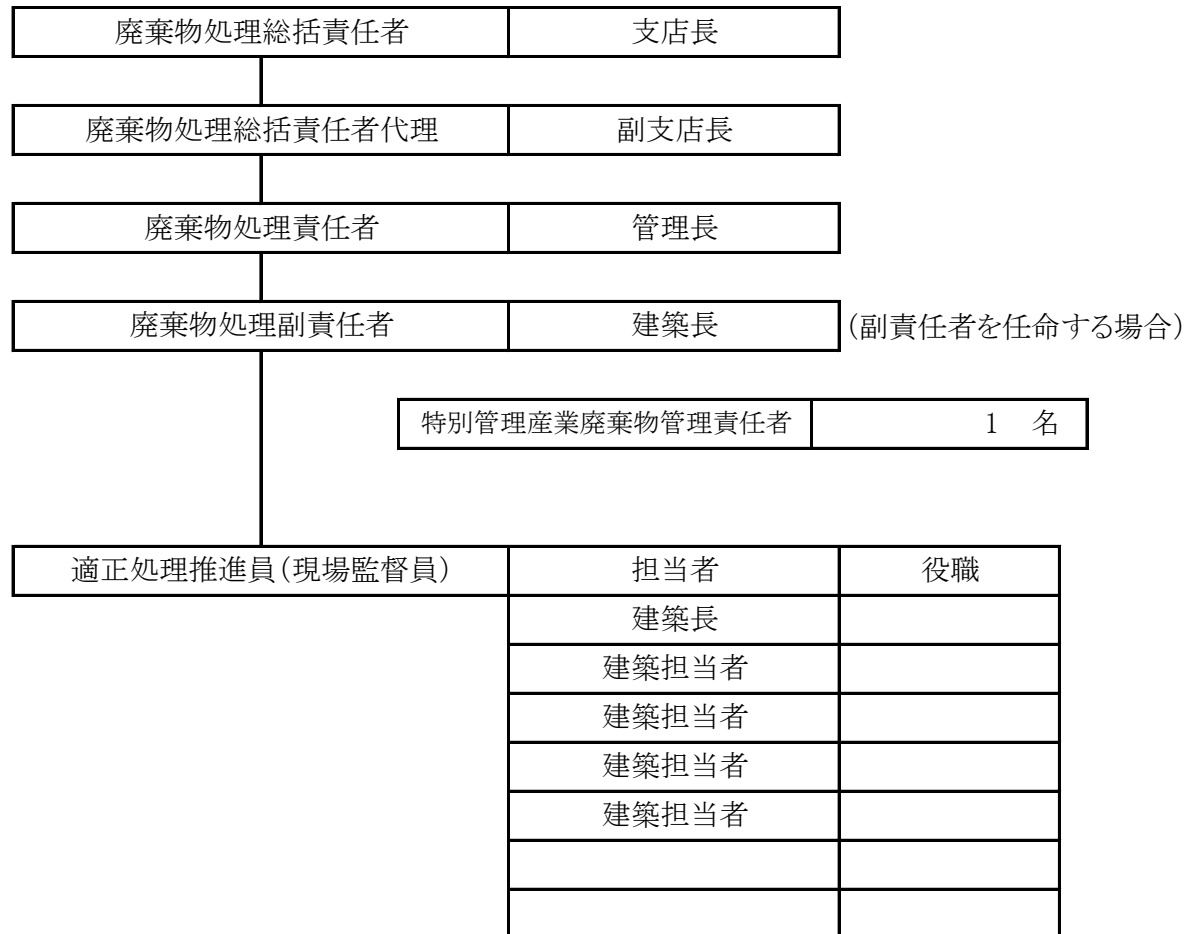 廃棄物処理総括責任者 支店長
廃棄物処理総括責任者代理 副支店長
廃棄物処理責任者 管理長
廃棄物処理副責任者 建築長 (副責任者を任命する場合)
特別管理産業廃棄物管理責任者 1 名
適正処理推進員(現場監督員) 担当者 役職
建築長
建築担当者
建築担当者
建築担当者
建築担当者